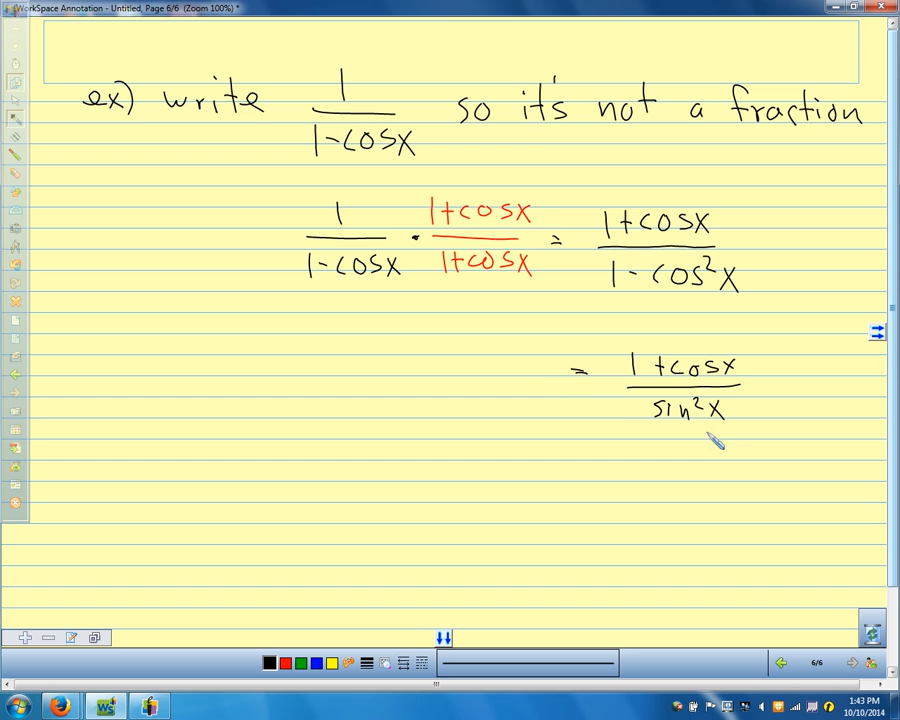 WorkSpace Annotation - Untitled, Page 6/6 (Zoom 100%) *
ex) write 1/(1-cosx) so it's not a fraction
1/(1-cosx) · (1+cosx)/(1+cosx) = (1+cosx)/(1-cos²x)
= (1+cosx)/(sin²x)
6/6
1:43 PM
10/10/2014